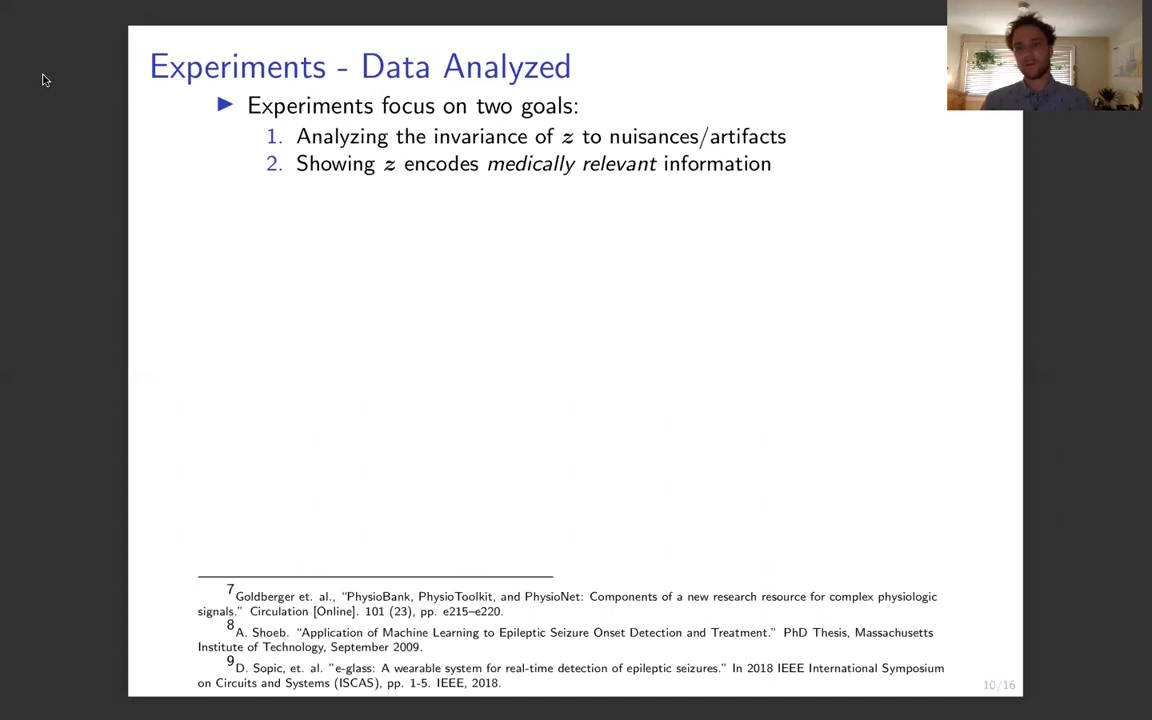 Experiments - Data Analyzed
▶ Experiments focus on two goals:
1. Analyzing the invariance of z to nuisances/artifacts
2. Showing z encodes medically relevant information
7 Goldberger et. al., “PhysioBank, PhysioToolkit, and PhysioNet: Components of a new research resource for complex physiologic
signals.” Circulation [Online]. 101 (23), pp. e215–e220.
8 A. Shoeb. “Application of Machine Learning to Epileptic Seizure Onset Detection and Treatment.” PhD Thesis, Massachusetts
Institute of Technology, September 2009.
9 D. Sopic, et. al. ”e-glass: A wearable system for real-time detection of epileptic seizures.” In 2018 IEEE International Symposium
on Circuits and Systems (ISCAS), pp. 1-5. IEEE, 2018.
10/16